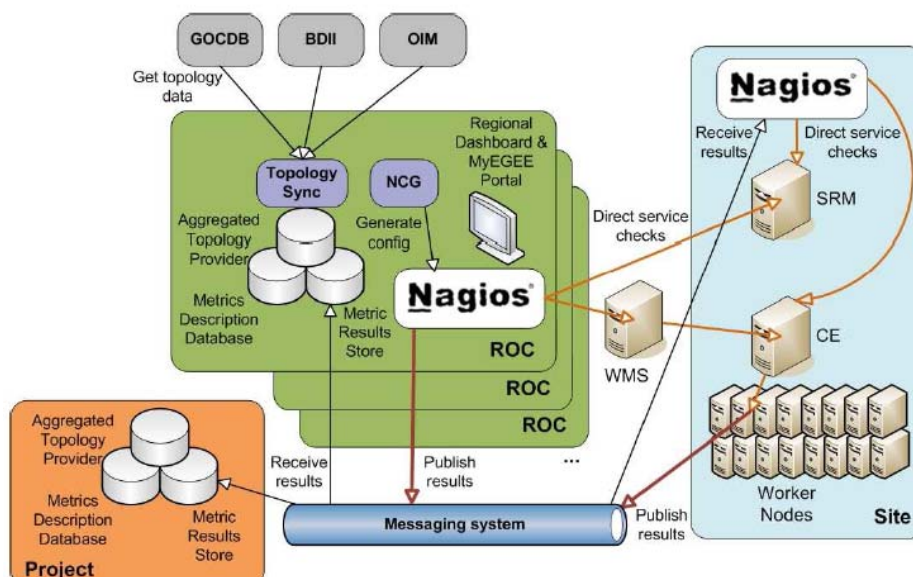 GOCDB
BDII
OIM
Get topology
data
Topology
Sync
NCG
Regional
Dashboard &
MyEGEE
Portal
Aggregated
Topology
Provider
Generate
config
Metrics
Description
Database
Metric
Results
Store
Nagios®
ROC
ROC
ROC
...
Direct service
checks
WMS
Nagios®
Receive
results
Direct service
checks
SRM
CE
Worker
Nodes
Site
Aggregated
Topology
Provider
Metrics
Description
Database
Metric
Results
Store
Project
Receive
results
Publish
results
Messaging system
Publish
results